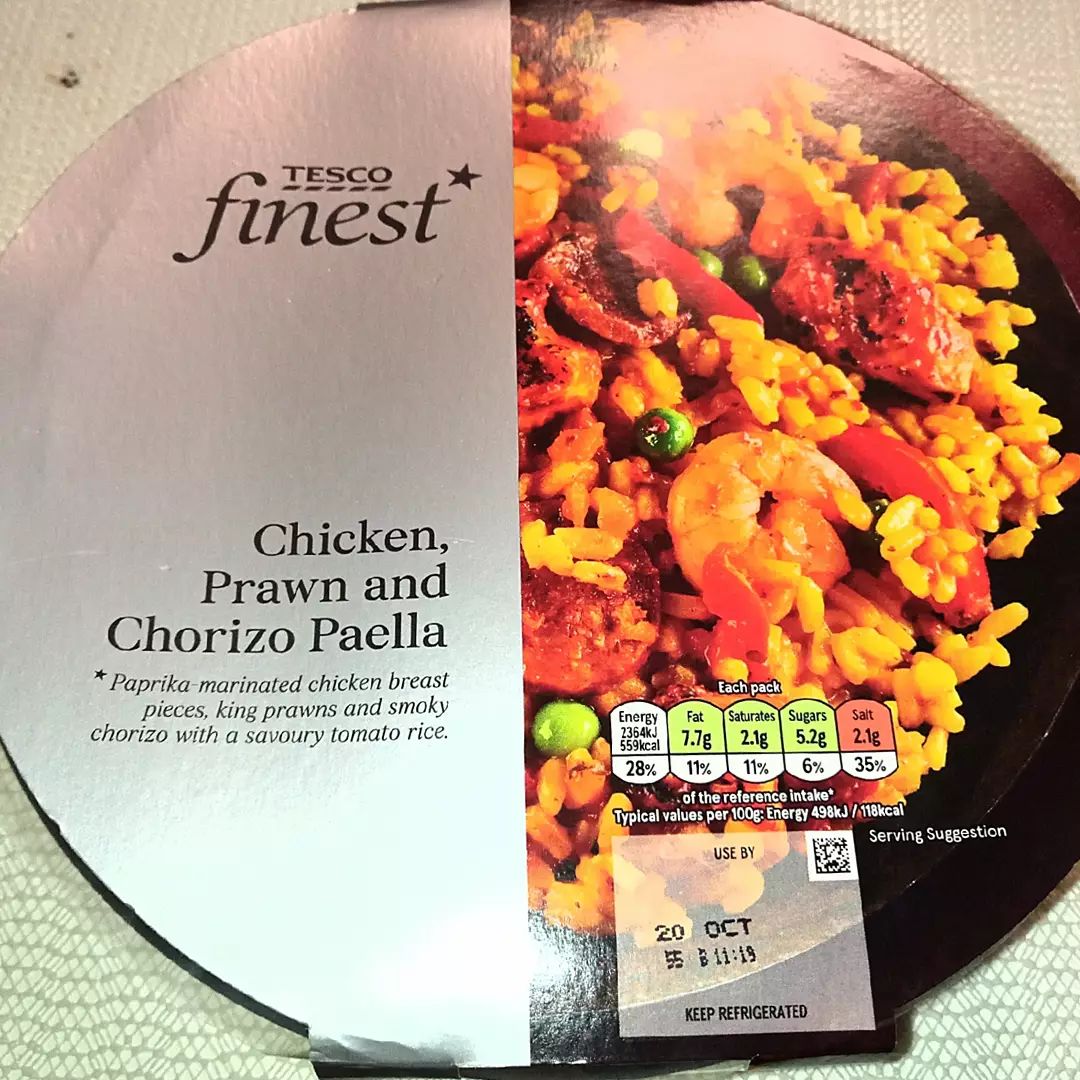 TESCO
finest*
Chicken,
Prawn and
Chorizo Paella
*Paprika-marinated chicken breast
pieces, king prawns and smoky
chorizo with a savoury tomato rice.
Each pack
Energy 2364kJ 559kcal 28%
Fat 7.7g 11%
Saturates 2.1g 11%
Sugars 5.2g 6%
Salt 2.1g 35%
of the reference intake*
Typical values per 100g: Energy 498kJ / 118kcal
Serving Suggestion
USE BY
20 OCT
11:19
KEEP REFRIGERATED